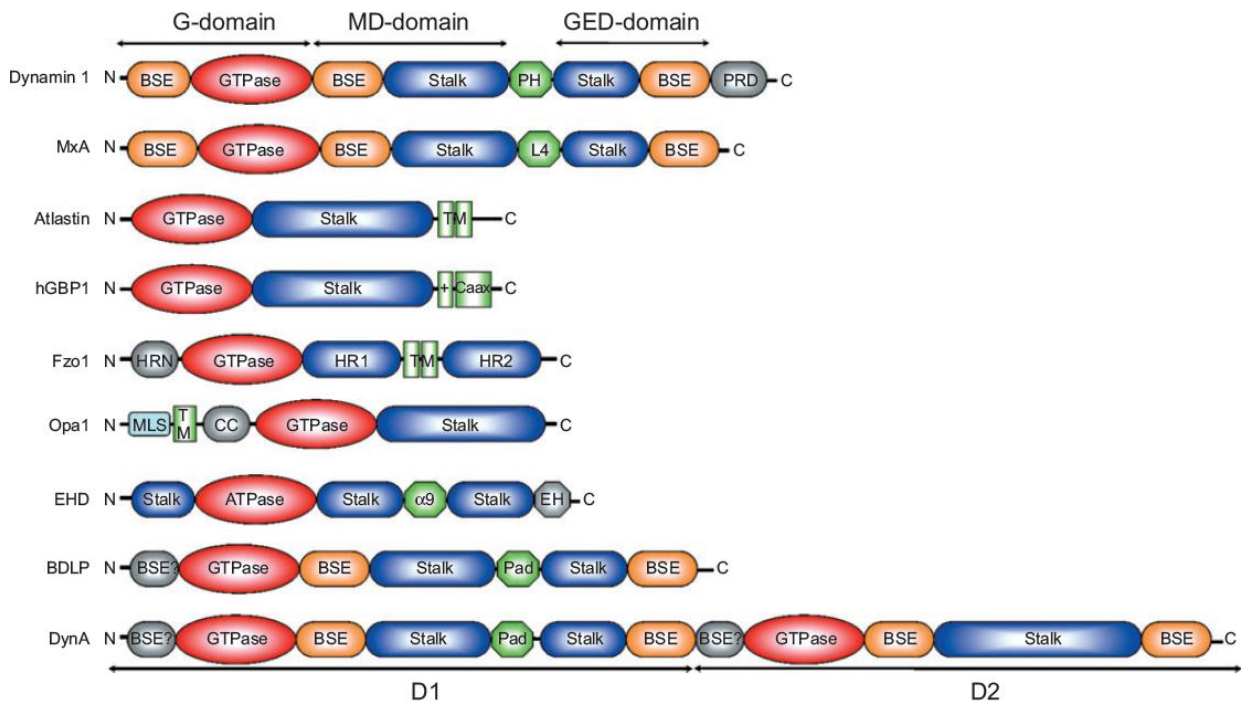 G-domain MD-domain GED-domain
Dynamin 1 N BSE GTPase BSE Stalk PH Stalk BSE PRD C
MxA N BSE GTPase BSE Stalk L4 Stalk BSE C
Atlastin N GTPase Stalk TM C
hGBP1 N GTPase Stalk + Caax C
Fzo1 N HRN GTPase HR1 TM HR2 C
Opa1 N MLS TM CC GTPase Stalk C
EHD N Stalk ATPase Stalk α9 Stalk EH C
BDLP N BSE? GTPase BSE Stalk Pad Stalk BSE C
DynA N BSE? GTPase BSE Stalk Pad Stalk BSE BSE? GTPase BSE Stalk BSE C
D1 D2